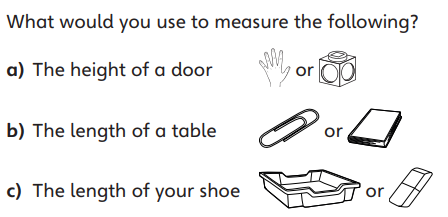 What would you use to measure the following?
a) The height of a door or
b) The length of a table or
c) The length of your shoe or